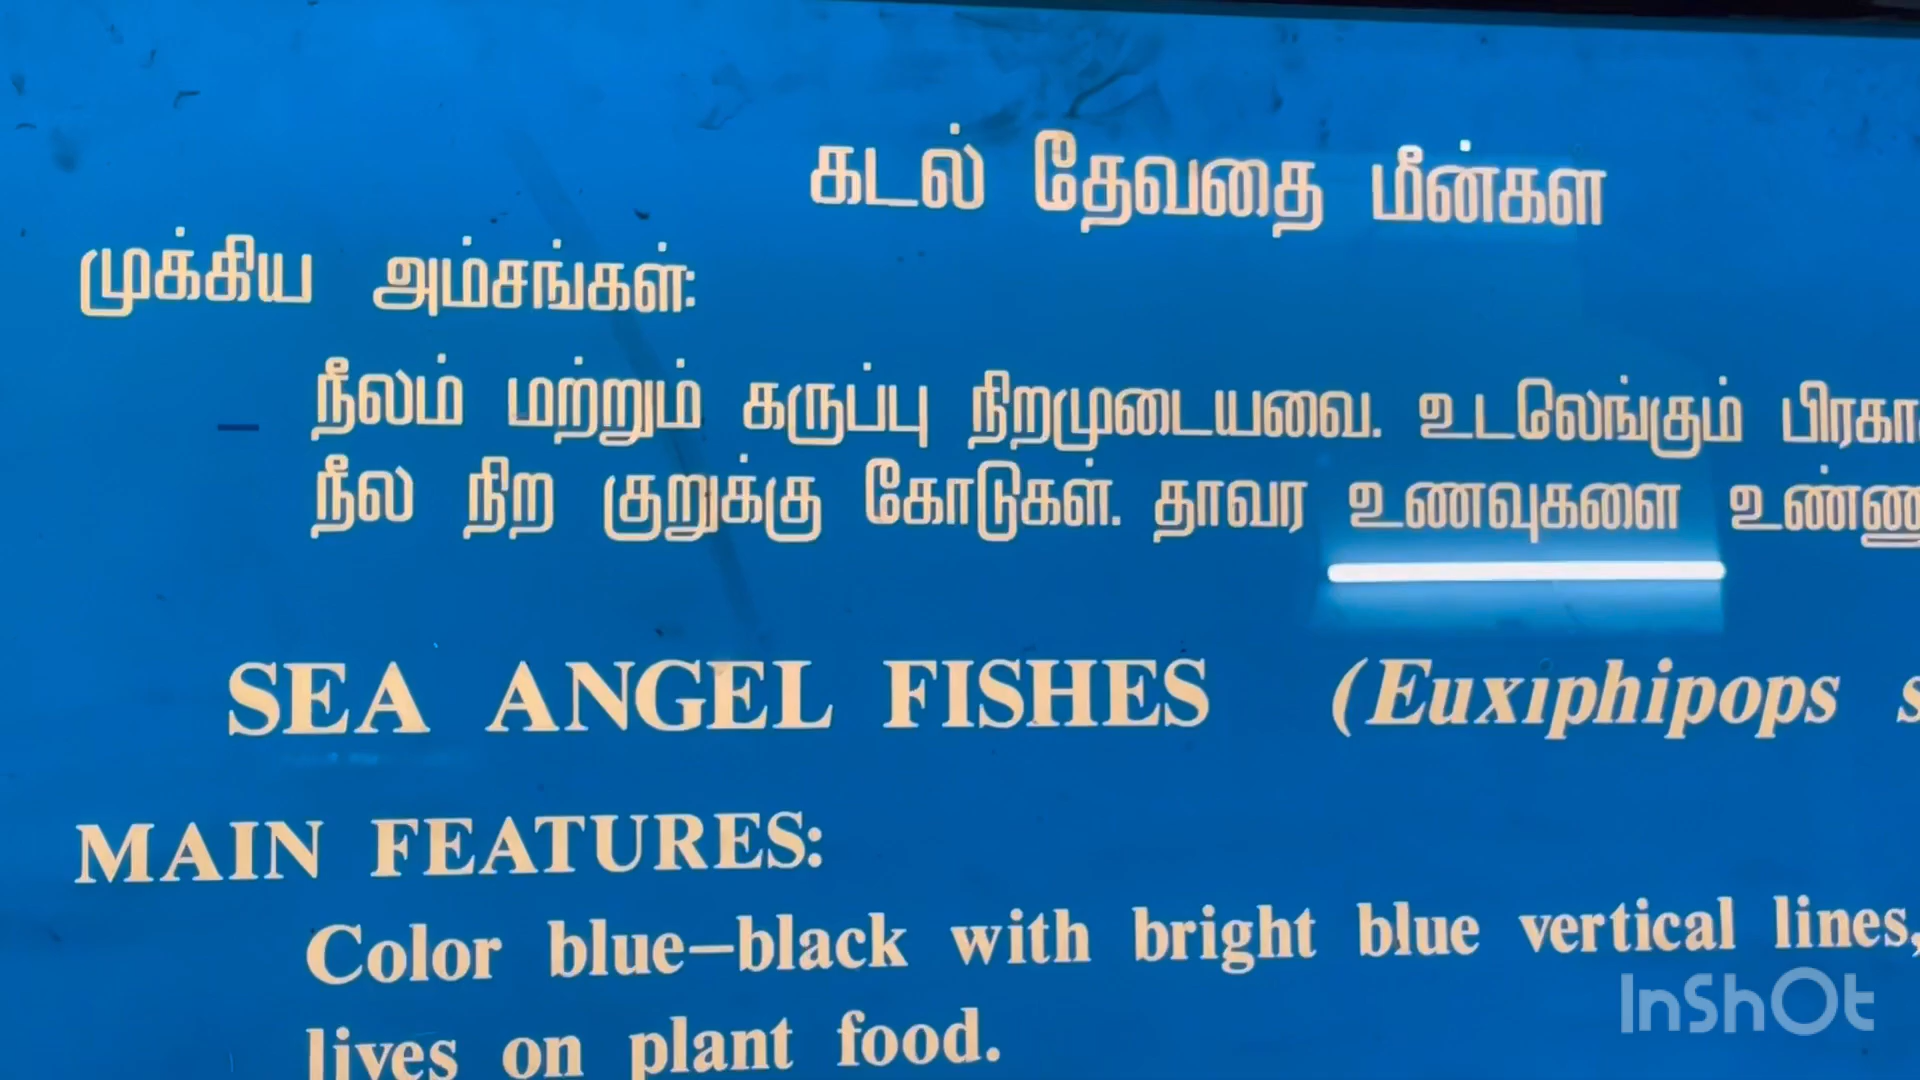 கடல் தேவதை மீன்கள
முக்கிய அம்சங்கள்:
நீலம் மற்றும் கருப்பு நிறமுடையவை. உடலெங்கும்
நீல நிற குறுக்கு கோடுகள். தாவர உணவுகளை
SEA ANGEL FISHES (Euxiphipops
MAIN FEATURES:
Color blue-black with bright blue vertical lines,
lives on plant food.
InShOt